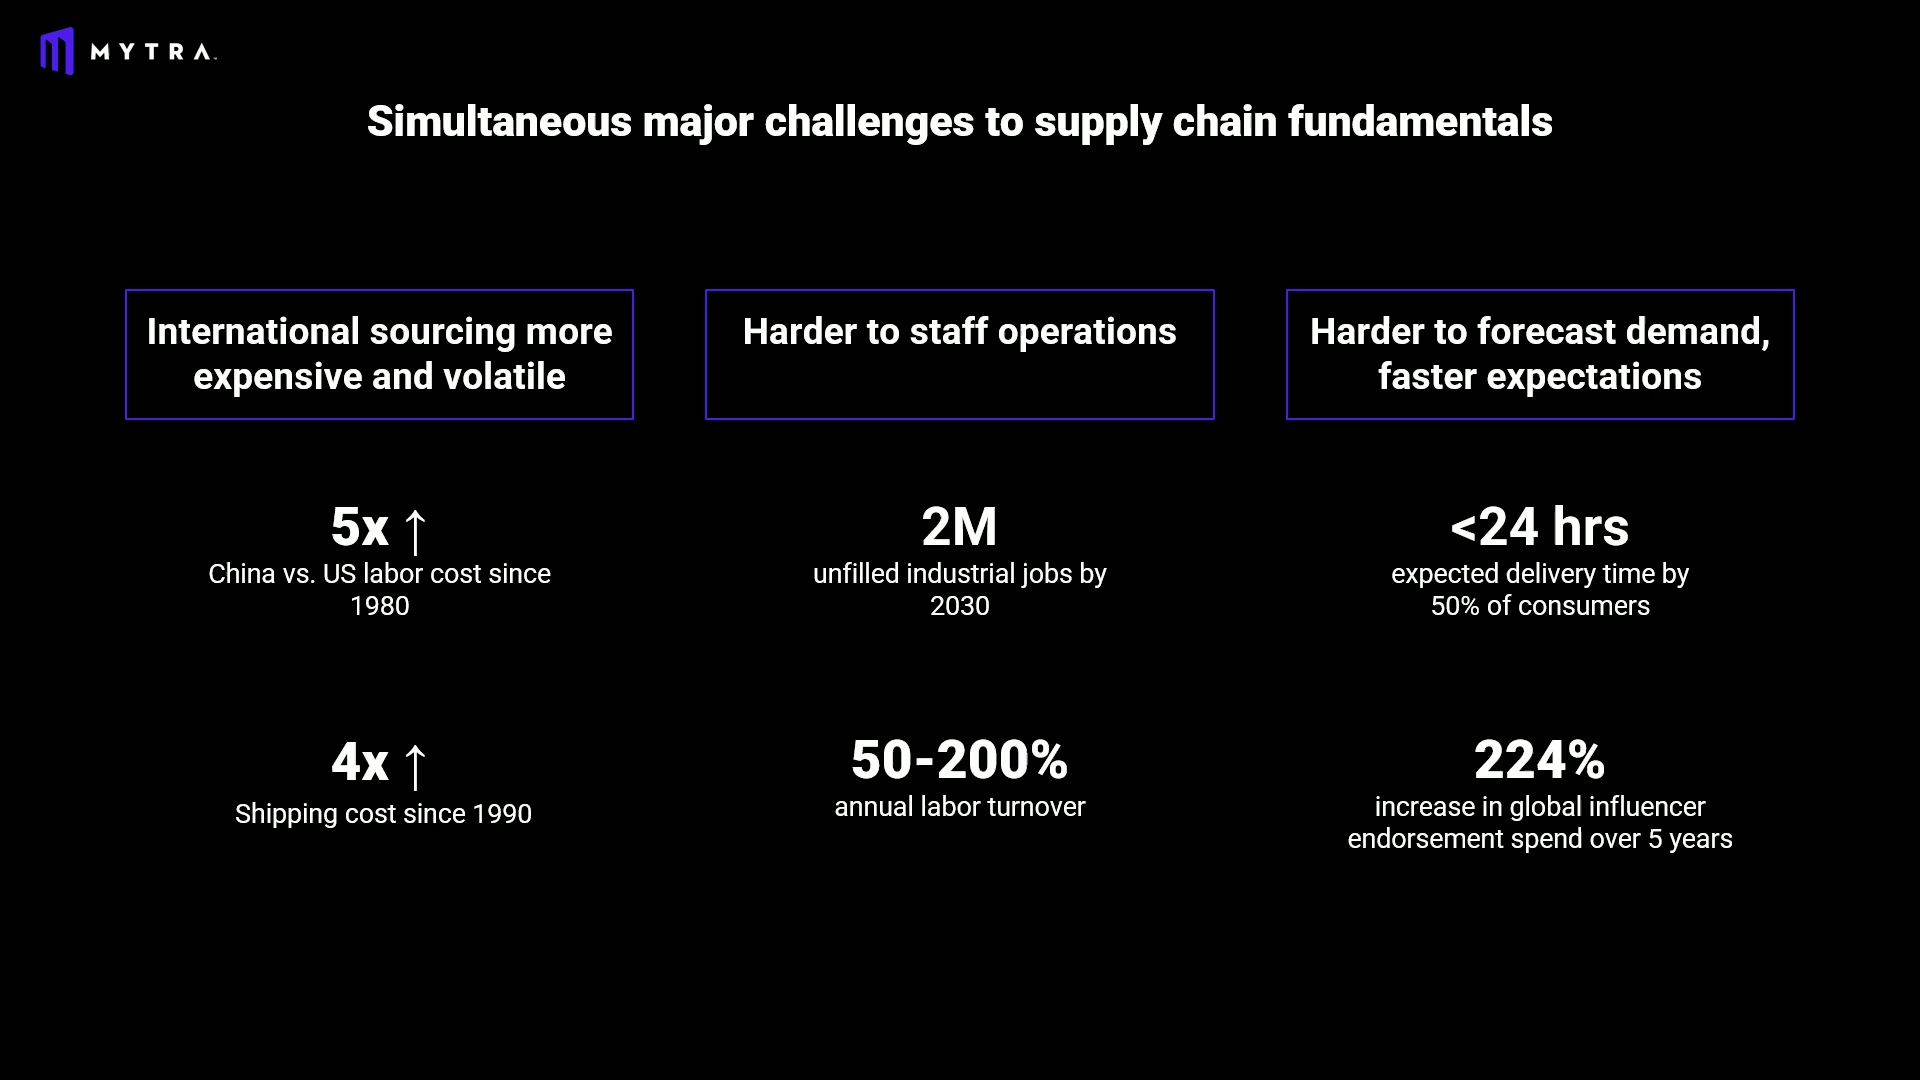 MYTRA
Simultaneous major challenges to supply chain fundamentals
International sourcing more
expensive and volatile
5x ↑
China vs. US labor cost since
1980
4x ↑
Shipping cost since 1990
Harder to staff operations
2M
unfilled industrial jobs by
2030
50-200%
annual labor turnover
Harder to forecast demand,
faster expectations
<24 hrs
expected delivery time by
50% of consumers
224%
increase in global influencer
endorsement spend over 5 years